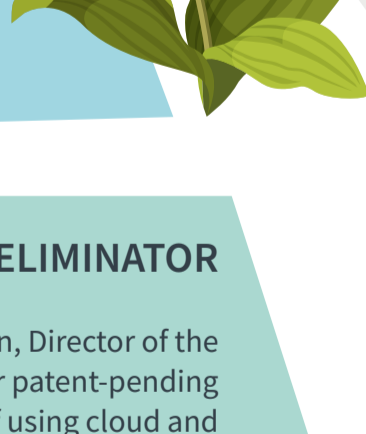 ELIMINATOR
n, Director of the
r patent-pending
f using cloud and